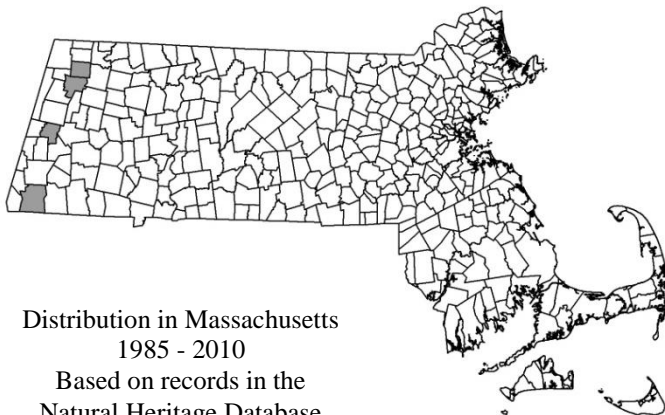 Distribution in Massachusetts
1985 - 2010
Based on records in the
Natural Heritage Database